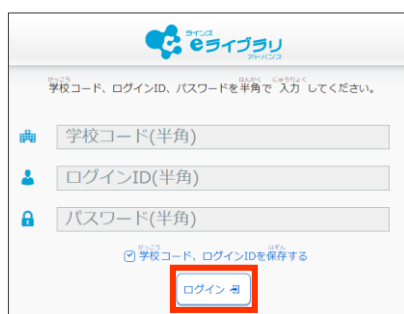 ラインズ
eライブラリ
アドバンス
がっこう はんかく にゅうりょく
学校コード、ログインID、パスワードを半角で 入力 してください。
学校コード(半角)
ログインID(半角)
パスワード(半角)
がっこう ほぞん
学校コード、ログインIDを保存する
ログイン